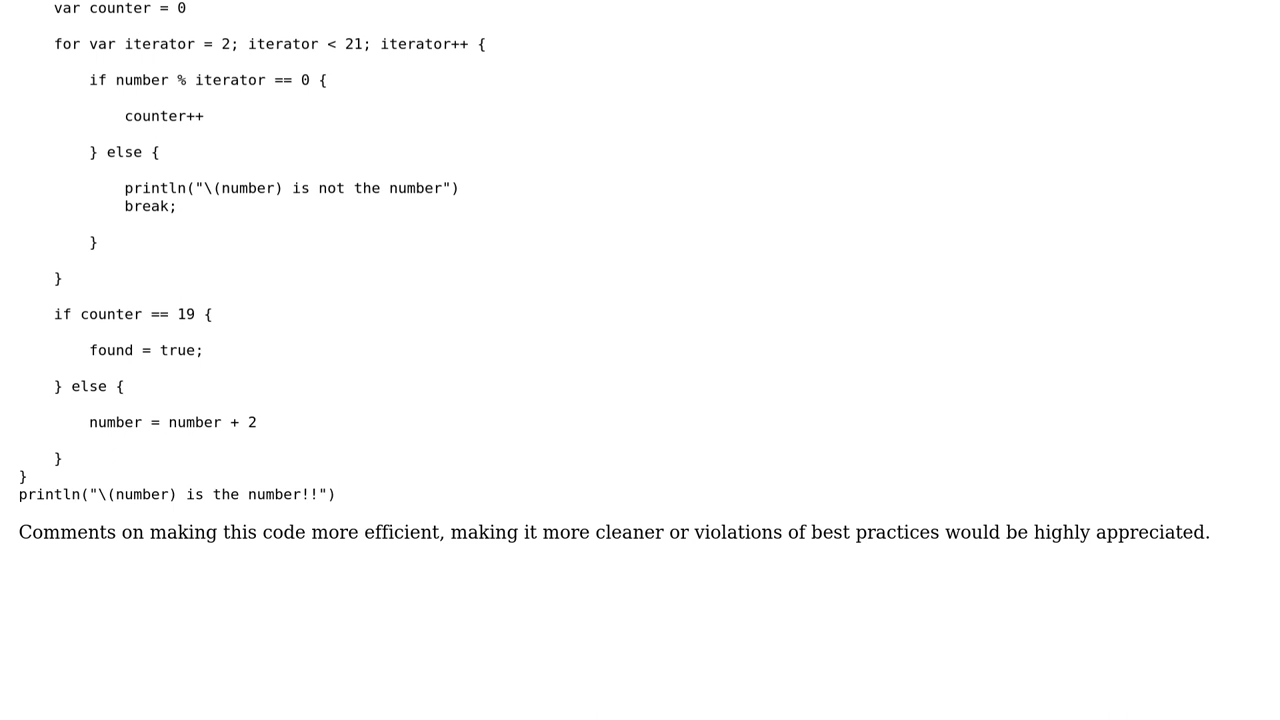 var counter = 0
for var iterator = 2; iterator < 21; iterator++ {
if number % iterator == 0 {
counter++
} else {
println("\(number) is not the number")
break;
}
}
if counter == 19 {
found = true;
} else {
number = number + 2
}
}
println("\(number) is the number!!")
Comments on making this code more efficient, making it more cleaner or violations of best practices would be highly appreciated.